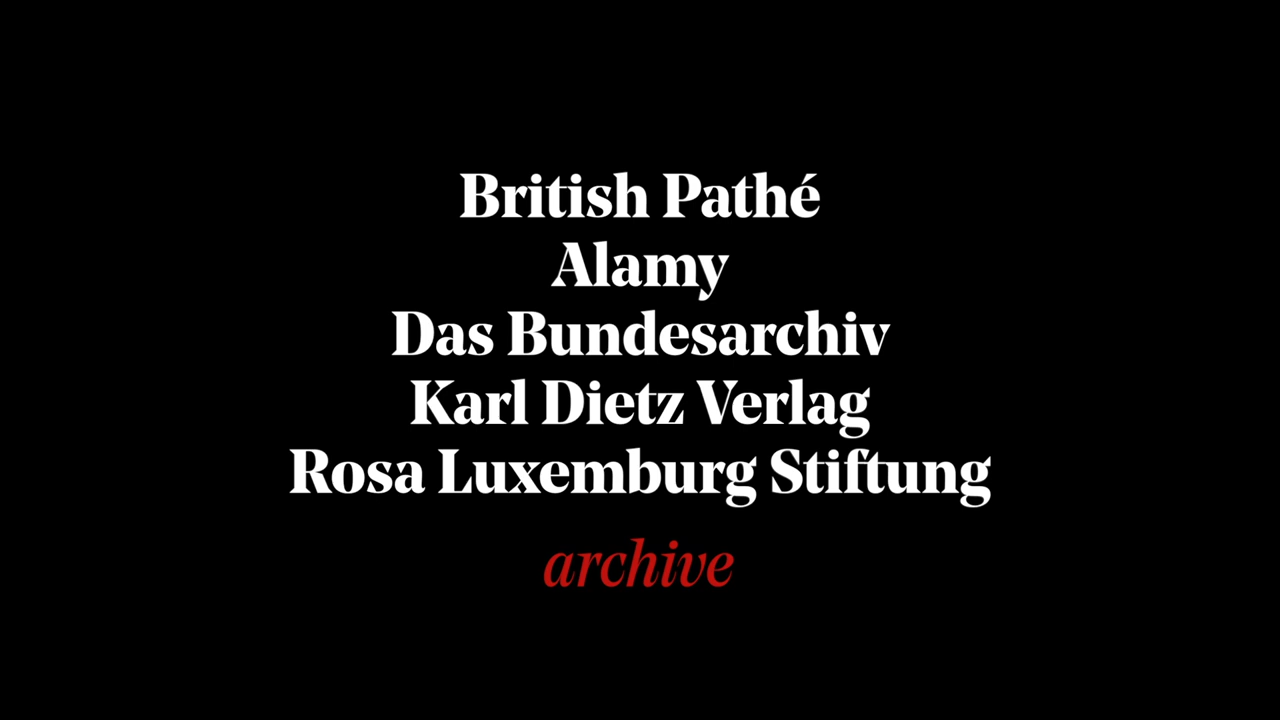 British Pathé
Alamy
Das Bundesarchiv
Karl Dietz Verlag
Rosa Luxemburg Stiftung
archive